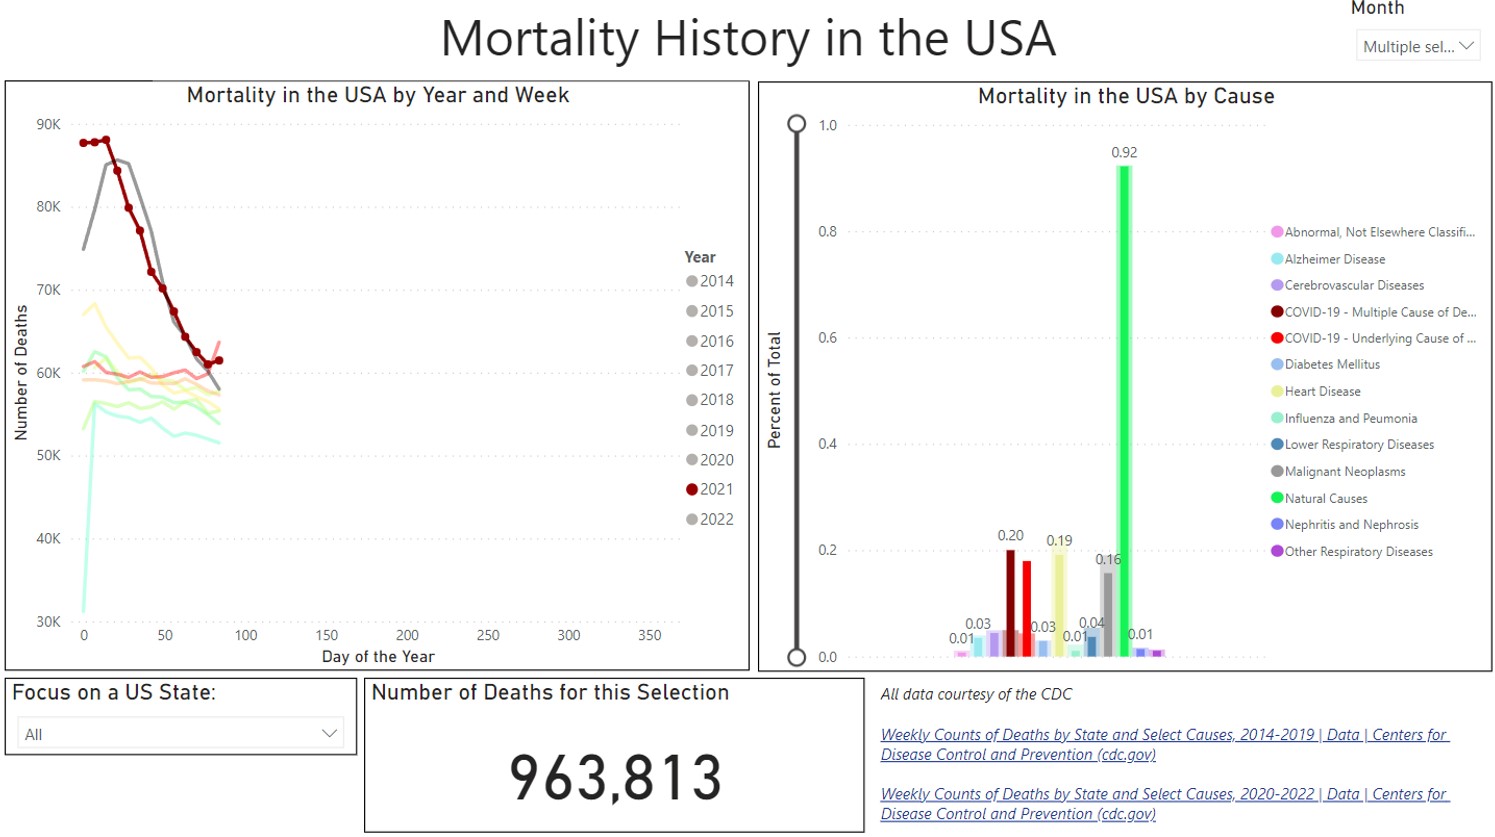 Mortality History in the USA
Month
Multiple sel...
Mortality in the USA by Year and Week
90K
80K
70K
60K
50K
40K
30K
Number of Deaths
0
50
100
150
200
250
300
350
Day of the Year
Year
2014
2015
2016
2017
2018
2019
2020
2021
2022
Mortality in the USA by Cause
1.0
0.8
0.6
0.4
0.2
0.0
Percent of Total
0.01
0.03
0.20
0.03
0.19
0.01
0.04
0.16
0.92
0.01
Abnormal, Not Elsewhere Classifi...
Alzheimer Disease
Cerebrovascular Diseases
COVID-19 - Multiple Cause of De...
COVID-19 - Underlying Cause of ...
Diabetes Mellitus
Heart Disease
Influenza and Peumonia
Lower Respiratory Diseases
Malignant Neoplasms
Natural Causes
Nephritis and Nephrosis
Other Respiratory Diseases
Focus on a US State:
All
Number of Deaths for this Selection
963,813
All data courtesy of the CDC
Weekly Counts of Deaths by State and Select Causes, 2014-2019 | Data | Centers for
Disease Control and Prevention (cdc.gov)
Weekly Counts of Deaths by State and Select Causes, 2020-2022 | Data | Centers for
Disease Control and Prevention (cdc.gov)